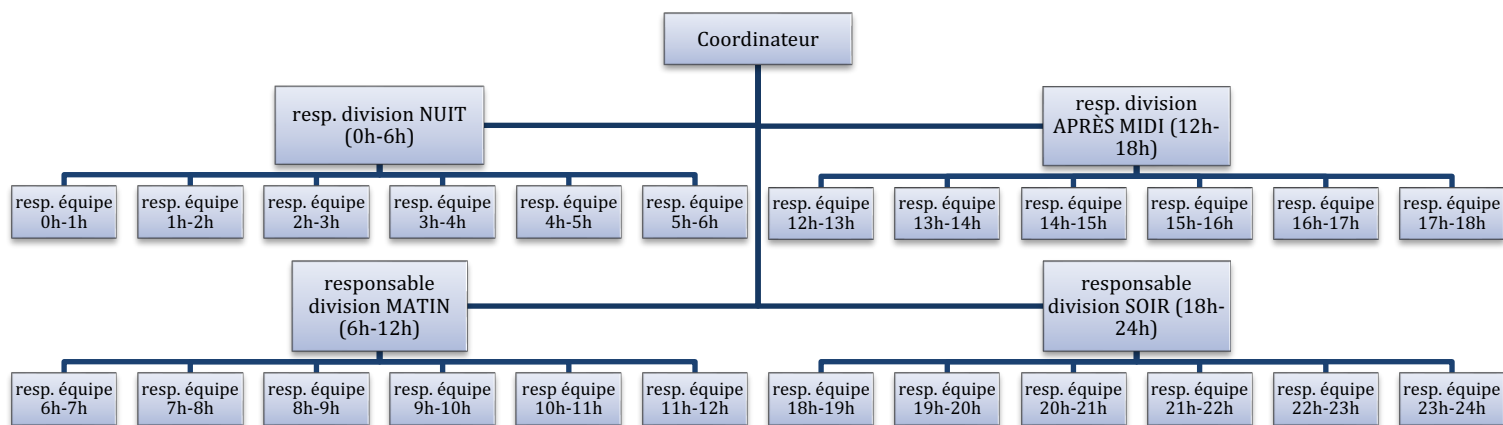 Coordinateur
resp. division NUIT
(0h-6h)
resp. équipe
0h-1h
resp. équipe
1h-2h
resp. équipe
2h-3h
resp. équipe
3h-4h
resp. équipe
4h-5h
resp. équipe
5h-6h
resp. division
APRÈS MIDI (12h-
18h)
resp. équipe
12h-13h
resp. équipe
13h-14h
resp. équipe
14h-15h
resp. équipe
15h-16h
resp. équipe
16h-17h
resp. équipe
17h-18h
responsable
division MATIN
(6h-12h)
resp. équipe
6h-7h
resp. équipe
7h-8h
resp. équipe
8h-9h
resp. équipe
9h-10h
resp équipe
10h-11h
resp. équipe
11h-12h
responsable
division SOIR (18h-
24h)
resp. équipe
18h-19h
resp. équipe
19h-20h
resp. équipe
20h-21h
resp. équipe
21h-22h
resp. équipe
22h-23h
resp. équipe
23h-24h